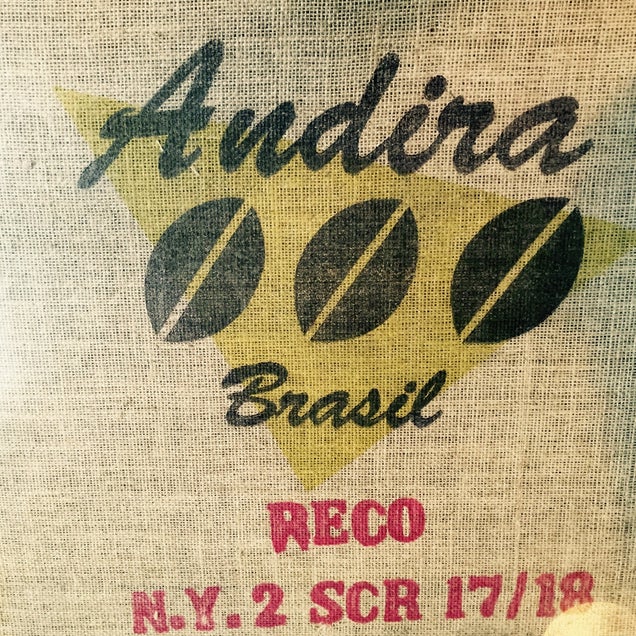 Andira
Brasil
RECO
N.Y. 2 SCR 17/18